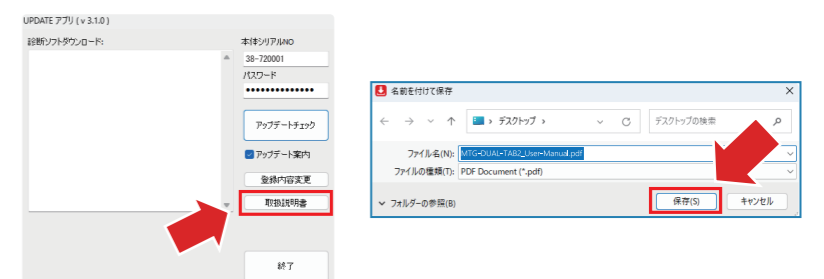 UPDATE アプリ ( v 3.1.0 )
診断ソフトダウンロード:
本体シリアルNO
38-720001
パスワード
••••••••••••••
アップデートチェック
アップデート案内
登録内容変更
取扱説明書
終了
名前を付けて保存
デスクトップ
デスクトップの検索
ファイル名(N): MTG-DUAL-TAB2_User-Manual.pdf
ファイルの種類(T): PDF Document (*.pdf)
フォルダーの参照(B)
保存(S)
キャンセル